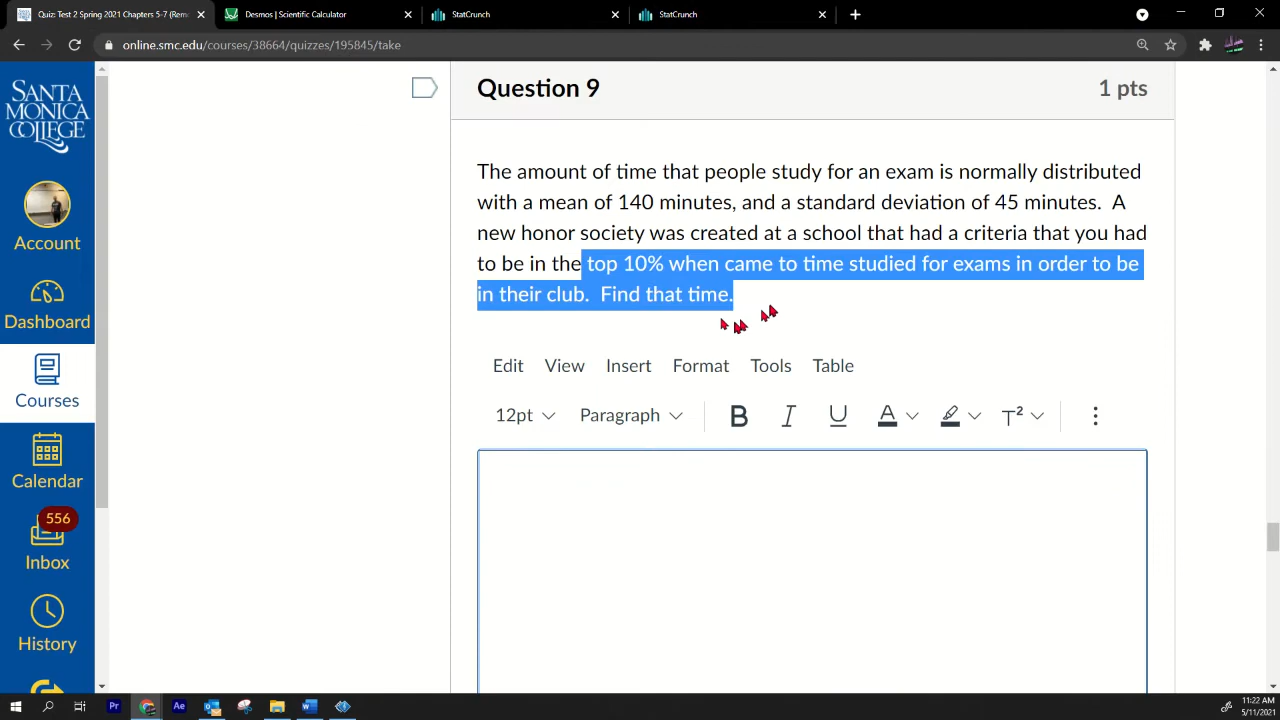 Quiz: Test 2 Spring 2021 Chapters 5-7 (Rem
Desmos | Scientific Calculator
StatCrunch
StatCrunch
online.smc.edu/courses/38664/quizzes/195845/take
SANTA
MONICA
COLLEGE
Account
Dashboard
Courses
Calendar
556
Inbox
History
Question 9
1 pts
The amount of time that people study for an exam is normally distributed
with a mean of 140 minutes, and a standard deviation of 45 minutes. A
new honor society was created at a school that had a criteria that you had
to be in the top 10% when came to time studied for exams in order to be
in their club. Find that time.
Edit View Insert Format Tools Table
12pt Paragraph B I U A T²
Pr Ae
11:22 AM
5/11/2021